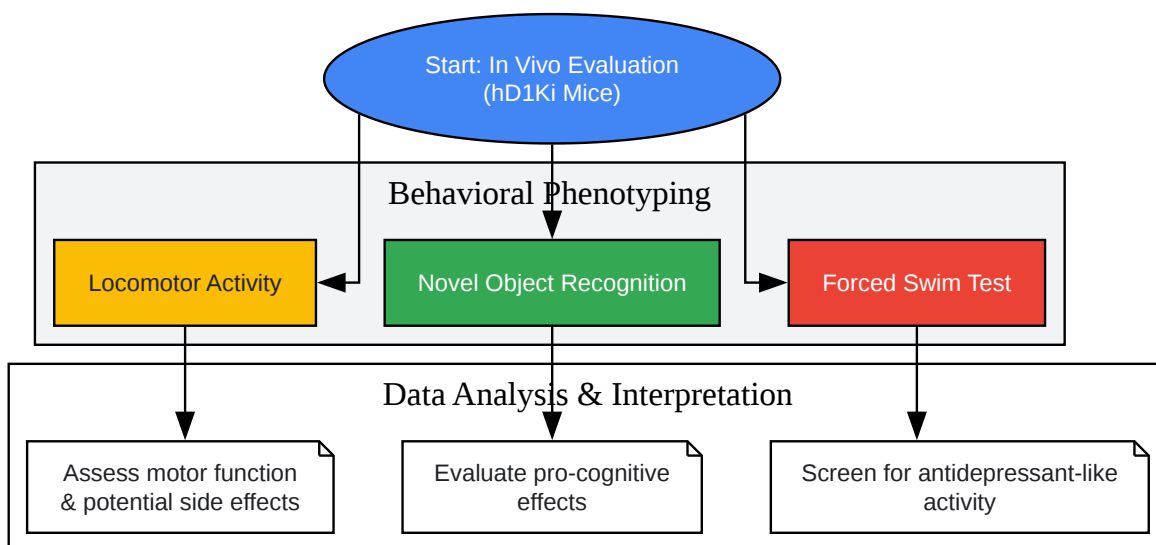 Start: In Vivo Evaluation
(hD1Ki Mice)
Behavioral Phenotyping
Locomotor Activity
Novel Object Recognition
Forced Swim Test
Data Analysis & Interpretation
Assess motor function
& potential side effects
Evaluate pro-cognitive
effects
Screen for antidepressant-like
activity